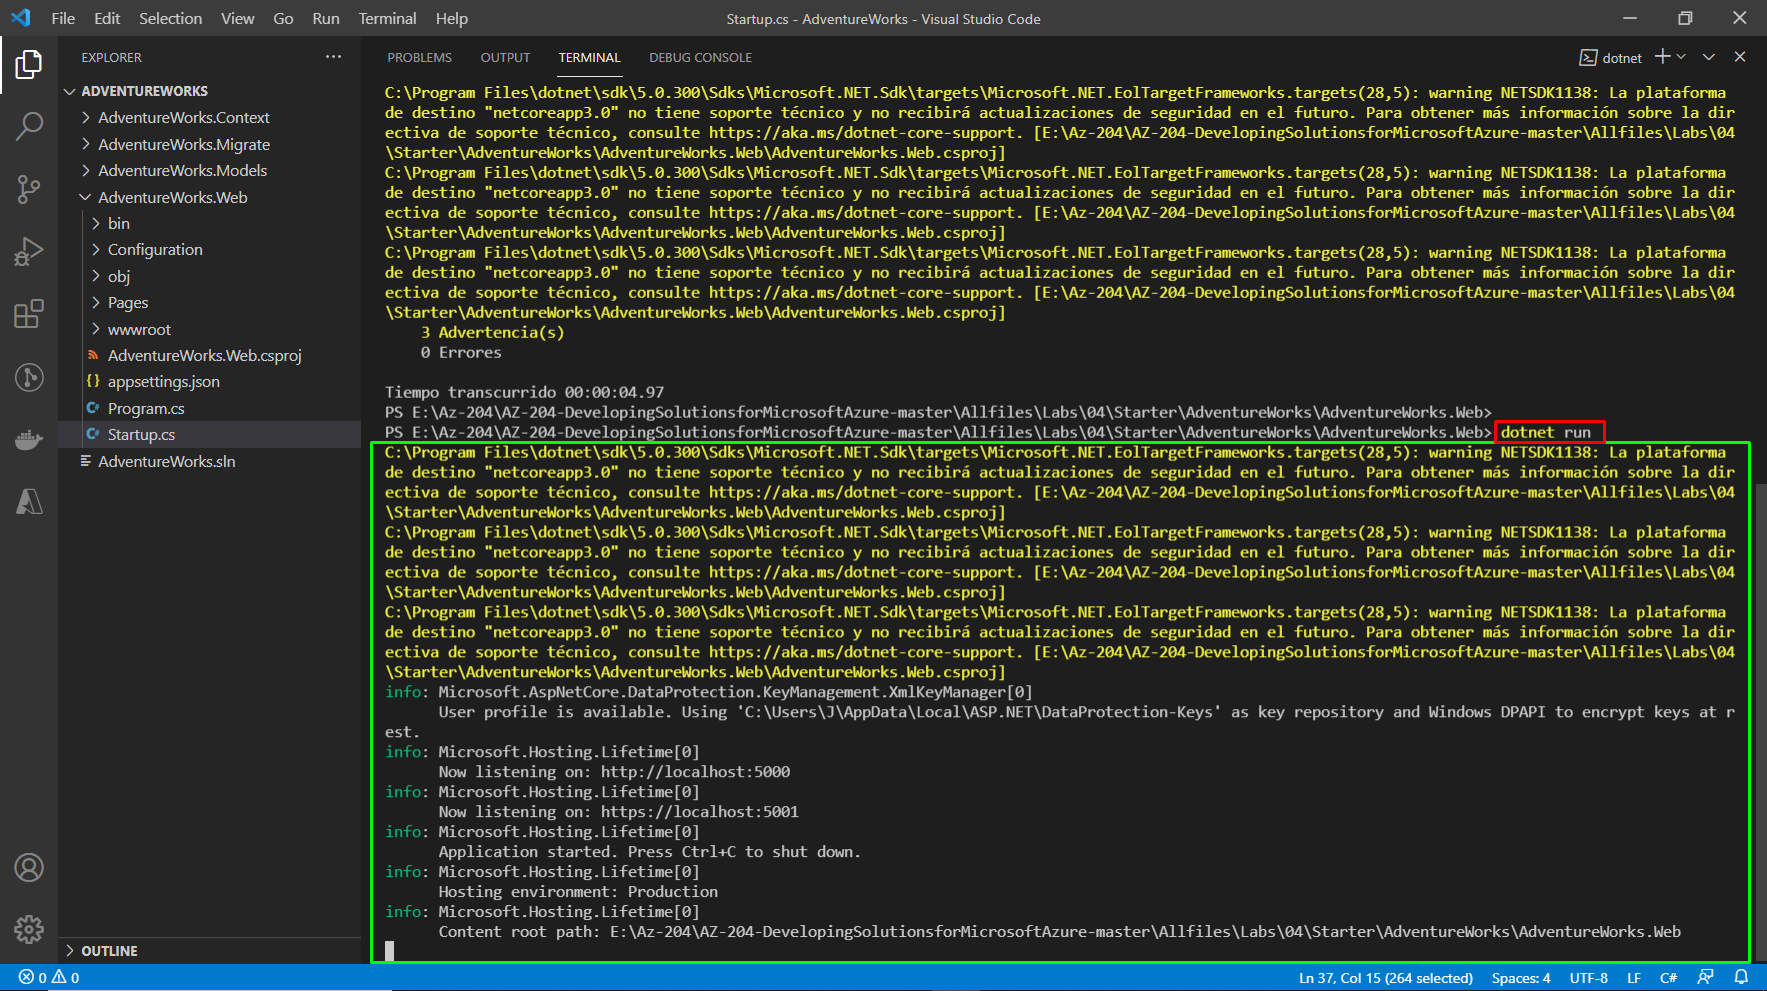 File Edit Selection View Go Run Terminal Help
Startup.cs - AdventureWorks - Visual Studio Code
EXPLORER
ADVENTUREWORKS
AdventureWorks.Context
AdventureWorks.Migrate
AdventureWorks.Models
AdventureWorks.Web
bin
Configuration
obj
Pages
wwwroot
AdventureWorks.Web.csproj
{} appsettings.json
C# Program.cs
C# Startup.cs
AdventureWorks.sln
OUTLINE
PROBLEMS OUTPUT TERMINAL DEBUG CONSOLE
dotnet
C:\Program Files\dotnet\sdk\5.0.300\Sdks\Microsoft.NET.Sdk\targets\Microsoft.NET.EolTargetFrameworks.targets(28,5): warning NETSDK1138: La plataforma
de destino "netcoreapp3.0" no tiene soporte técnico y no recibirá actualizaciones de seguridad en el futuro. Para obtener más información sobre la dir
ectiva de soporte técnico, consulte https://aka.ms/dotnet-core-support. [E:\Az-204\AZ-204-DevelopingSolutionsforMicrosoftAzure-master\Allfiles\Labs\04
\Starter\AdventureWorks\AdventureWorks.Web\AdventureWorks.Web.csproj]
C:\Program Files\dotnet\sdk\5.0.300\Sdks\Microsoft.NET.Sdk\targets\Microsoft.NET.EolTargetFrameworks.targets(28,5): warning NETSDK1138: La plataforma
de destino "netcoreapp3.0" no tiene soporte técnico y no recibirá actualizaciones de seguridad en el futuro. Para obtener más información sobre la dir
ectiva de soporte técnico, consulte https://aka.ms/dotnet-core-support. [E:\Az-204\AZ-204-DevelopingSolutionsforMicrosoftAzure-master\Allfiles\Labs\04
\Starter\AdventureWorks\AdventureWorks.Web\AdventureWorks.Web.csproj]
C:\Program Files\dotnet\sdk\5.0.300\Sdks\Microsoft.NET.Sdk\targets\Microsoft.NET.EolTargetFrameworks.targets(28,5): warning NETSDK1138: La plataforma
de destino "netcoreapp3.0" no tiene soporte técnico y no recibirá actualizaciones de seguridad en el futuro. Para obtener más información sobre la dir
ectiva de soporte técnico, consulte https://aka.ms/dotnet-core-support. [E:\Az-204\AZ-204-DevelopingSolutionsforMicrosoftAzure-master\Allfiles\Labs\04
\Starter\AdventureWorks\AdventureWorks.Web\AdventureWorks.Web.csproj]
3 Advertencia(s)
0 Errores
Tiempo transcurrido 00:00:04.97
PS E:\Az-204\AZ-204-DevelopingSolutionsforMicrosoftAzure-master\Allfiles\Labs\04\Starter\AdventureWorks\AdventureWorks.Web>
PS E:\Az-204\AZ-204-DevelopingSolutionsforMicrosoftAzure-master\Allfiles\Labs\04\Starter\AdventureWorks\AdventureWorks.Web> dotnet run
C:\Program Files\dotnet\sdk\5.0.300\Sdks\Microsoft.NET.Sdk\targets\Microsoft.NET.EolTargetFrameworks.targets(28,5): warning NETSDK1138: La plataforma
de destino "netcoreapp3.0" no tiene soporte técnico y no recibirá actualizaciones de seguridad en el futuro. Para obtener más información sobre la dir
ectiva de soporte técnico, consulte https://aka.ms/dotnet-core-support. [E:\Az-204\AZ-204-DevelopingSolutionsforMicrosoftAzure-master\Allfiles\Labs\04
\Starter\AdventureWorks\AdventureWorks.Web\AdventureWorks.Web.csproj]
C:\Program Files\dotnet\sdk\5.0.300\Sdks\Microsoft.NET.Sdk\targets\Microsoft.NET.EolTargetFrameworks.targets(28,5): warning NETSDK1138: La plataforma
de destino "netcoreapp3.0" no tiene soporte técnico y no recibirá actualizaciones de seguridad en el futuro. Para obtener más información sobre la dir
ectiva de soporte técnico, consulte https://aka.ms/dotnet-core-support. [E:\Az-204\AZ-204-DevelopingSolutionsforMicrosoftAzure-master\Allfiles\Labs\04
\Starter\AdventureWorks\AdventureWorks.Web\AdventureWorks.Web.csproj]
C:\Program Files\dotnet\sdk\5.0.300\Sdks\Microsoft.NET.Sdk\targets\Microsoft.NET.EolTargetFrameworks.targets(28,5): warning NETSDK1138: La plataforma
de destino "netcoreapp3.0" no tiene soporte técnico y no recibirá actualizaciones de seguridad en el futuro. Para obtener más información sobre la dir
ectiva de soporte técnico, consulte https://aka.ms/dotnet-core-support. [E:\Az-204\AZ-204-DevelopingSolutionsforMicrosoftAzure-master\Allfiles\Labs\04
\Starter\AdventureWorks\AdventureWorks.Web\AdventureWorks.Web.csproj]
info: Microsoft.AspNetCore.DataProtection.KeyManagement.XmlKeyManager[0]
User profile is available. Using 'C:\Users\J\AppData\Local\ASP.NET\DataProtection-Keys' as key repository and Windows DPAPI to encrypt keys at r
est.
info: Microsoft.Hosting.Lifetime[0]
Now listening on: http://localhost:5000
info: Microsoft.Hosting.Lifetime[0]
Now listening on: https://localhost:5001
info: Microsoft.Hosting.Lifetime[0]
Application started. Press Ctrl+C to shut down.
info: Microsoft.Hosting.Lifetime[0]
Hosting environment: Production
info: Microsoft.Hosting.Lifetime[0]
Content root path: E:\Az-204\AZ-204-DevelopingSolutionsforMicrosoftAzure-master\Allfiles\Labs\04\Starter\AdventureWorks\AdventureWorks.Web
0 0
Ln 37, Col 15 (264 selected) Spaces: 4 UTF-8 LF C#